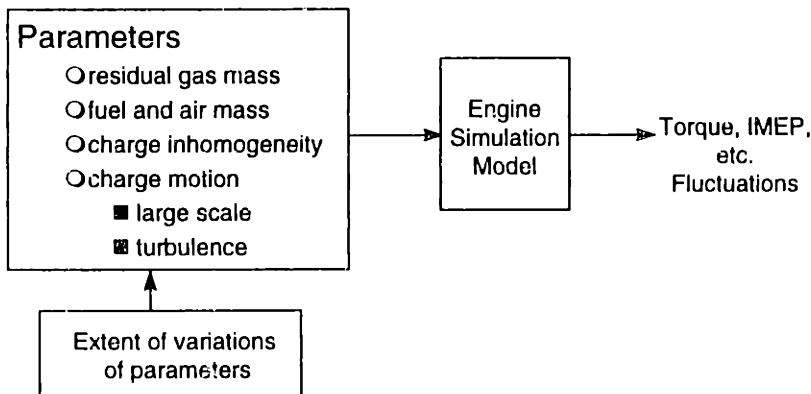 Parameters
residual gas mass
fuel and air mass
charge inhomogeneity
charge motion
large scale
turbulence
Engine
Simulation
Model
Torque, IMEP,
etc.
Fluctuations
Extent of variations
of parameters